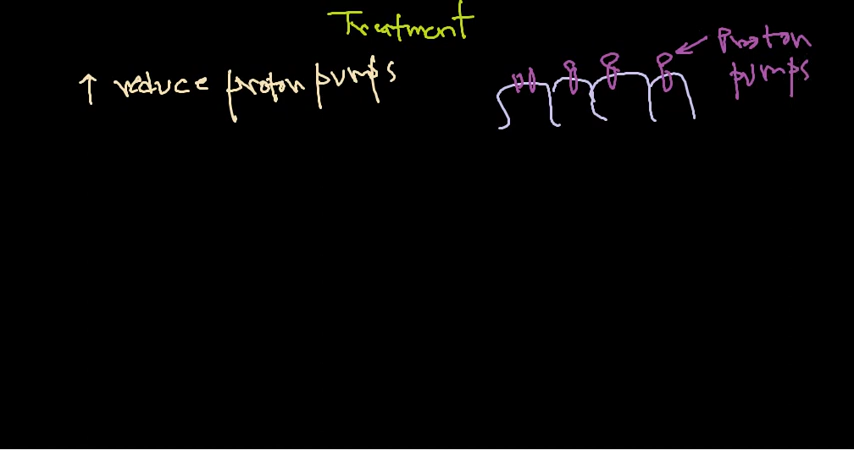 Treatment
↑ reduce proton pumps
Proton
pumps